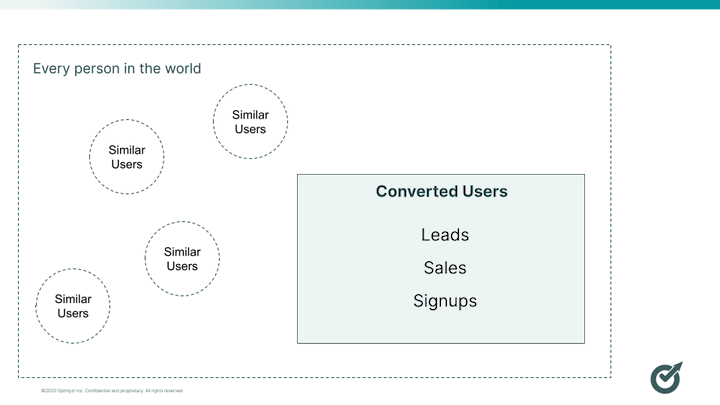 Every person in the world
Similar
Users
Similar
Users
Converted Users
Leads
Sales
Signups
Similar
Users
Similar
Users
©2020 Optmyzr Inc. Confidential and proprietary. All rights reserved.